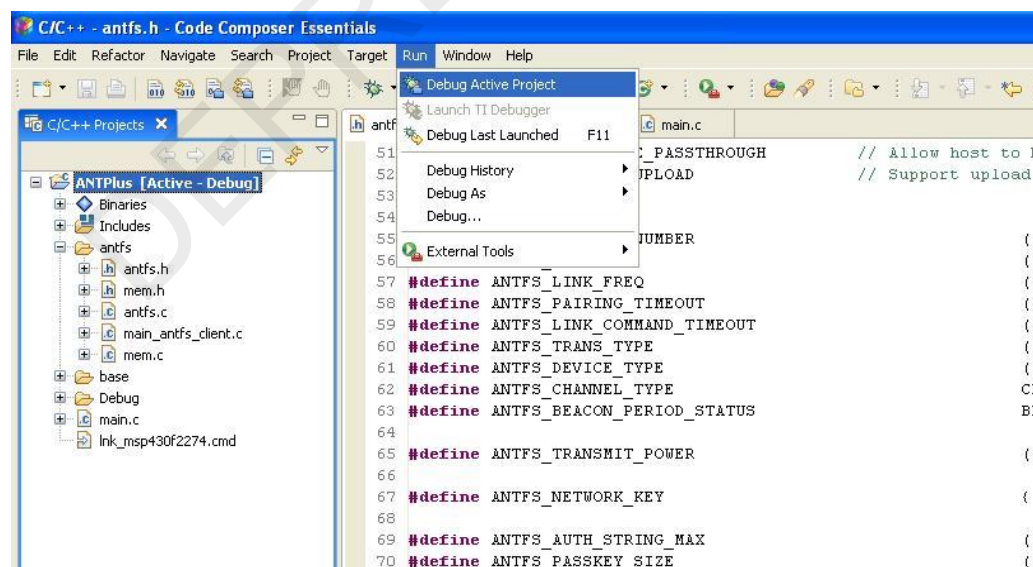 C/C++ - antfs.h - Code Composer Essentials
File Edit Refactor Navigate Search Project Target Run Window Help
Debug Active Project
Launch TI Debugger
Debug Last Launched F11
Debug History
Debug As
Debug...
External Tools
C/C++ Projects
ANTPlus [Active - Debug]
Binaries
Includes
antfs
antfs.h
mem.h
antfs.c
main_antfs_client.c
mem.c
base
Debug
main.c
lnk_msp430f2274.cmd
antf main.c
51 C_PASSTHROUGH // Allow host to
52 UPLOAD // Support upload
53
54
55 NUMBER (
56 (
57 #define ANTFS_LINK_FREQ (
58 #define ANTFS_PAIRING_TIMEOUT (
59 #define ANTFS_LINK_COMMAND_TIMEOUT (
60 #define ANTFS_TRANS_TYPE (
61 #define ANTFS_DEVICE_TYPE (
62 #define ANTFS_CHANNEL_TYPE
63 #define ANTFS_BEACON_PERIOD_STATUS
64
65 #define ANTFS_TRANSMIT_POWER (
66
67 #define ANTFS_NETWORK_KEY {
68
69 #define ANTFS_AUTH_STRING_MAX (
70 #define ANTFS_PASSKEY_SIZE (